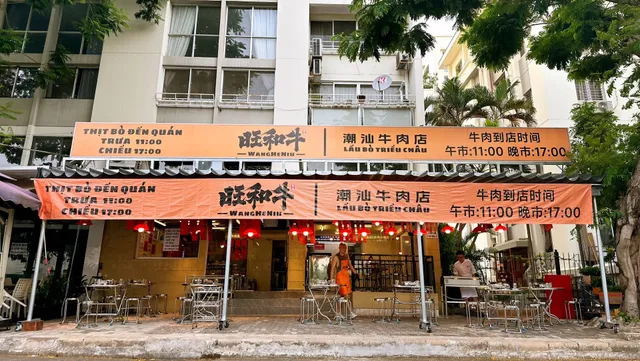 THỊT BÒ ĐẾN QUÁN
TRƯA 11:00
CHIỀU 17:00
旺和牛
WANGHENIU
潮汕牛肉店
LẨU BÒ TRIỀU CHÂU
牛肉到店时间
午市:11:00 晚市:17:00
THỊT BÒ ĐẾN QUÁN
TRƯA 11:00
CHIỀU 17:00
旺和牛
WANGHENIU
潮汕牛肉店
LẨU BÒ TRIỀU CHÂU
牛肉到店时间
午市:11:00 晚市:17:00